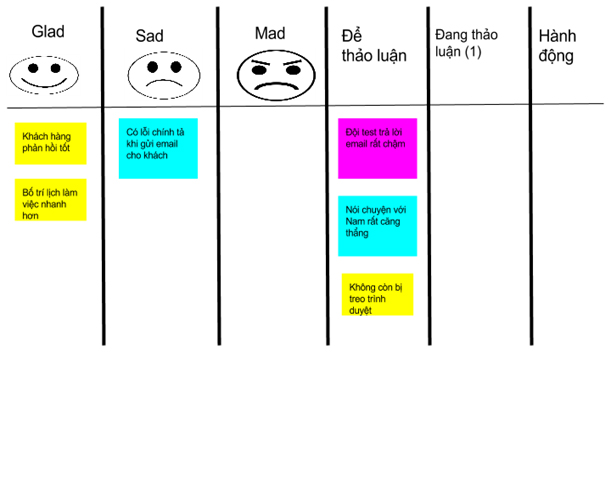 Glad
Sad
Mad
Để
thảo luận
Đang thảo
luận (1)
Hành
động
Khách hàng
phản hồi tốt
Bố trí lịch làm
việc nhanh
hơn
Có lỗi chính tả
khi gửi email
cho khách
Đội test trả lời
email rất chậm
Nói chuyện với
Nam rất căng
thẳng
Không còn bị
treo trình
duyệt